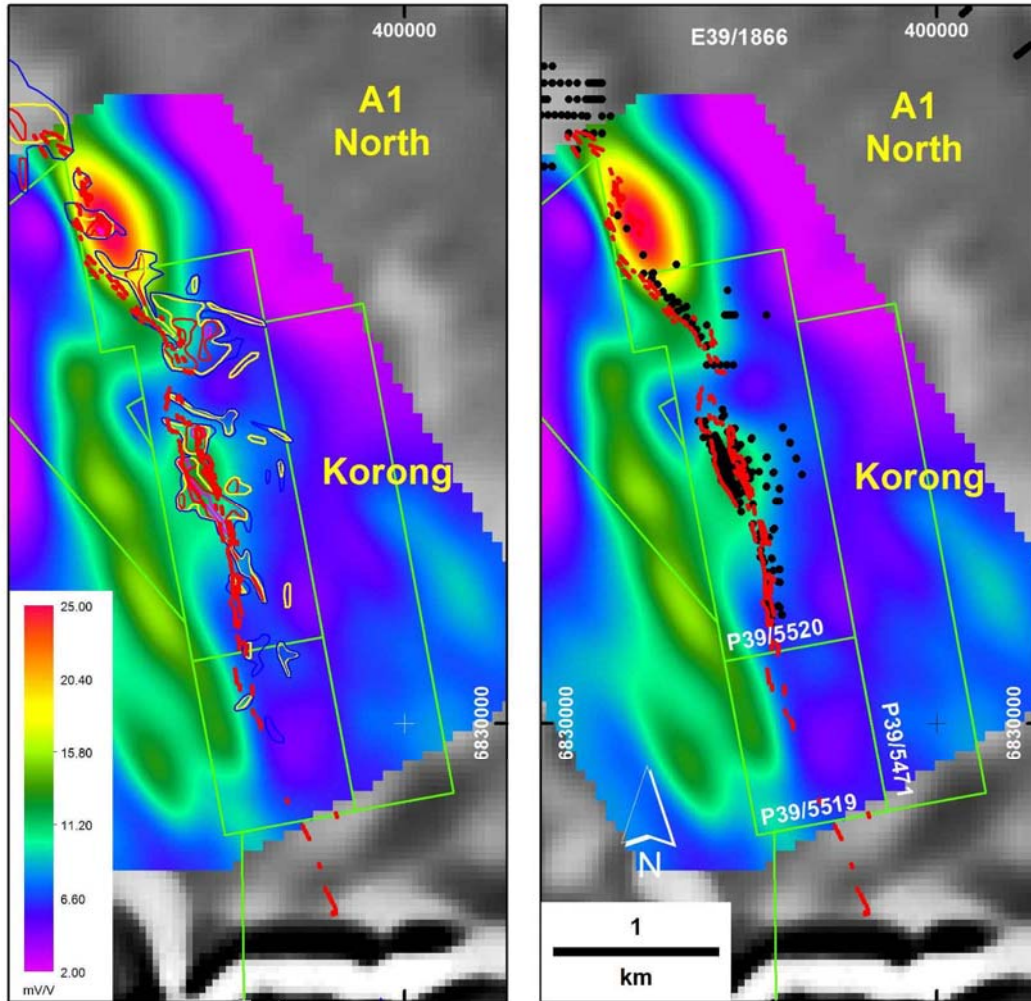 400000
A1
North
Korong
6830000
25.00
20.40
15.80
11.20
6.60
2.00
mV/V
E39/1866
400000
A1
North
Korong
P39/5520
6830000
6830000
P39/5471
P39/5519
N
1
km